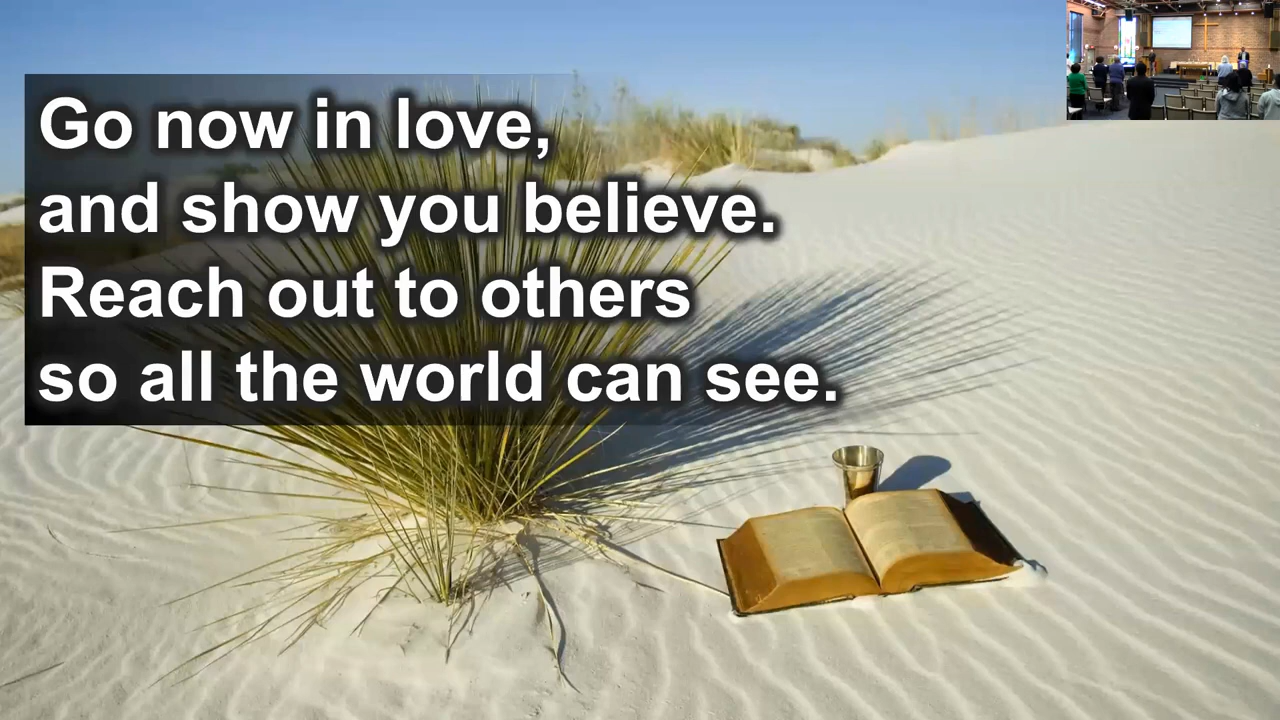 Go now in love,
and show you believe.
Reach out to others
so all the world can see.